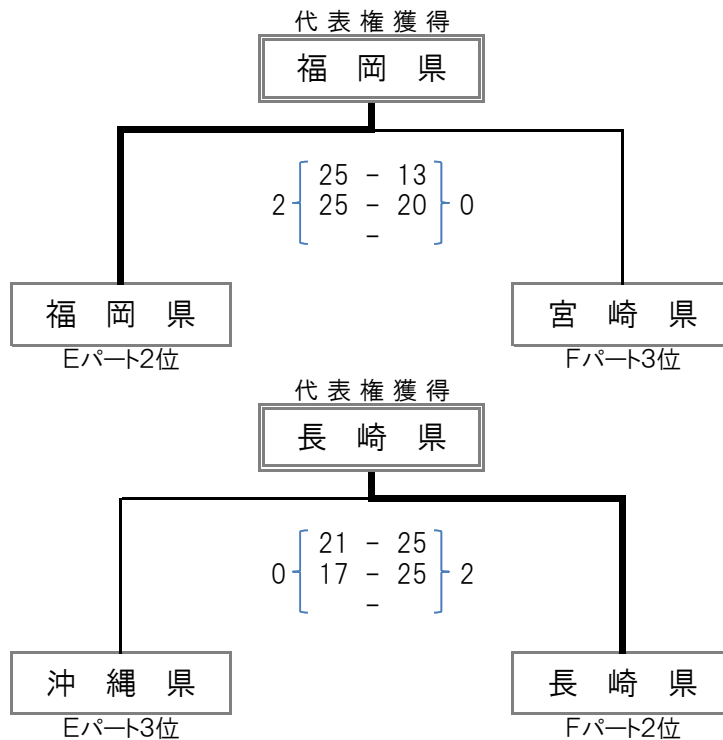 代表権獲得
福岡県
25 - 13
2 25 - 20 0
-
福岡県 宮崎県
Eパート2位 Fパート3位
代表権獲得
長崎県
21 - 25
0 17 - 25 2
-
沖縄県 長崎県
Eパート3位 Fパート2位